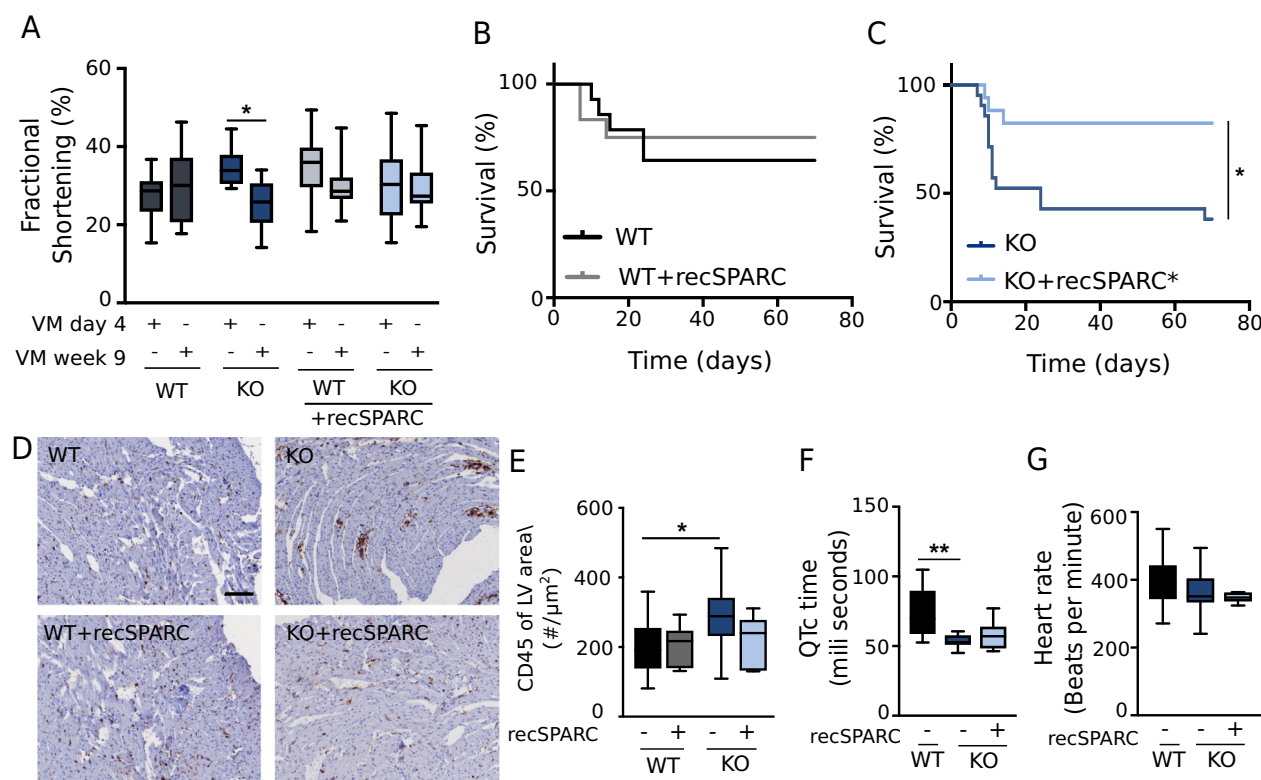 A
Fractional
Shortening (%)
60
40
20
0
*
VM day 4 + - + - + - + -
VM week 9 - + - + - + - +
WT KO WT KO
+recSPARC
B
Survival (%)
100
50
0
WT
WT+recSPARC
0 20 40 60 80
Time (days)
C
Survival (%)
100
50
0
*
KO
KO+recSPARC*
0 20 40 60 80
Time (days)
D
WT
KO
WT+recSPARC
KO+recSPARC
E
CD45 of LV area\
(#/µm²)
600
400
200
0
*
recSPARC - + - +
WT KO
F
QTc time
(mili seconds)
150
100
50
0
**
recSPARC - - +
WT KO
G
Heart rate
(Beats per minute)
600
400
200
0
recSPARC - - +
WT KO